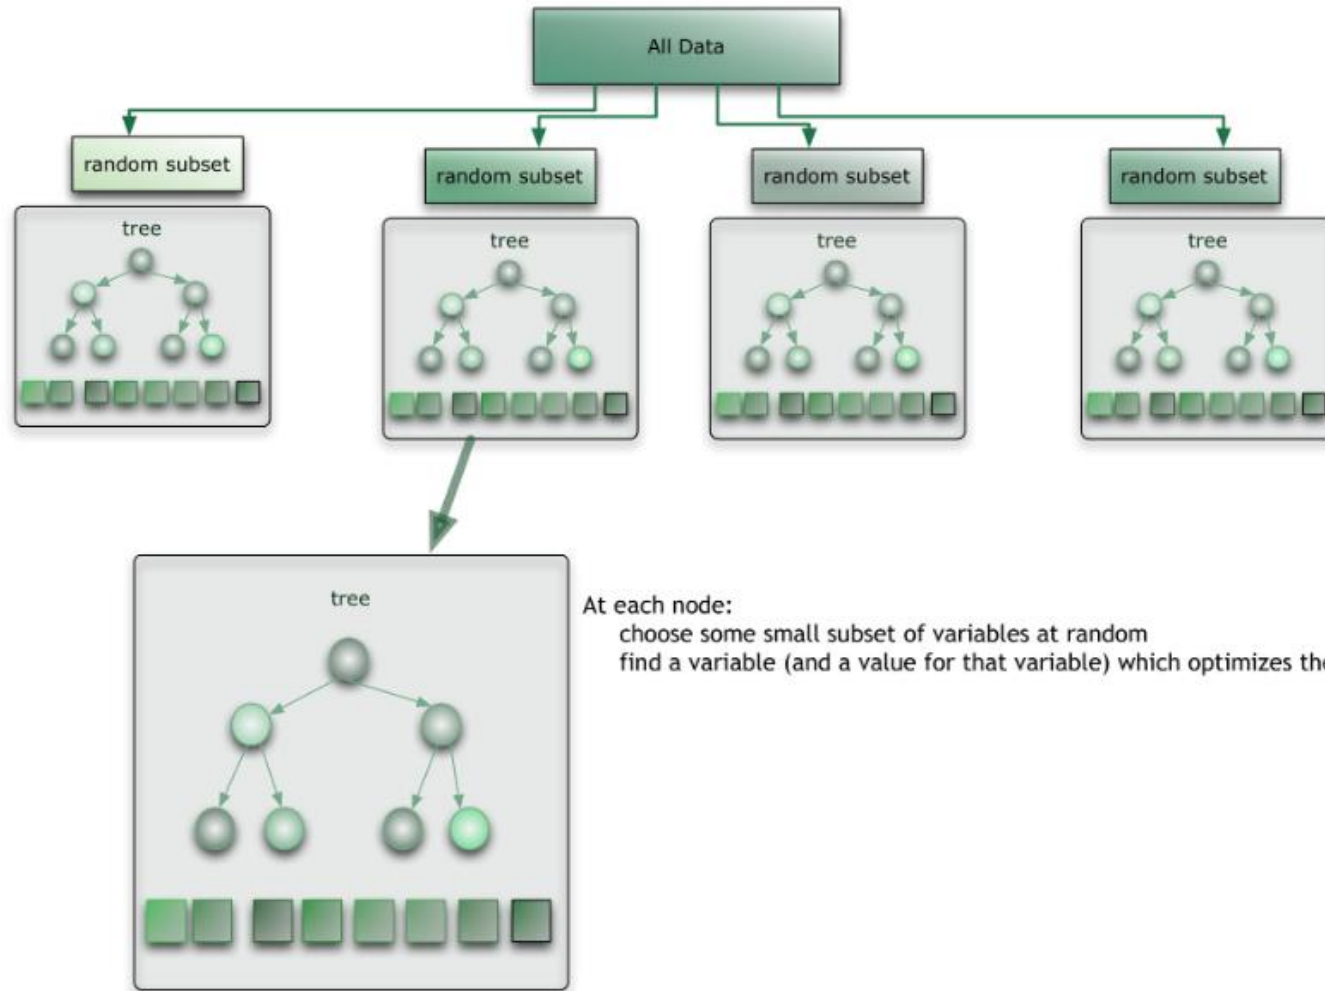 All Data
random subset
random subset
random subset
random subset
tree
tree
tree
tree
tree
At each node:
choose some small subset of variables at random
find a variable (and a value for that variable) which optimizes the